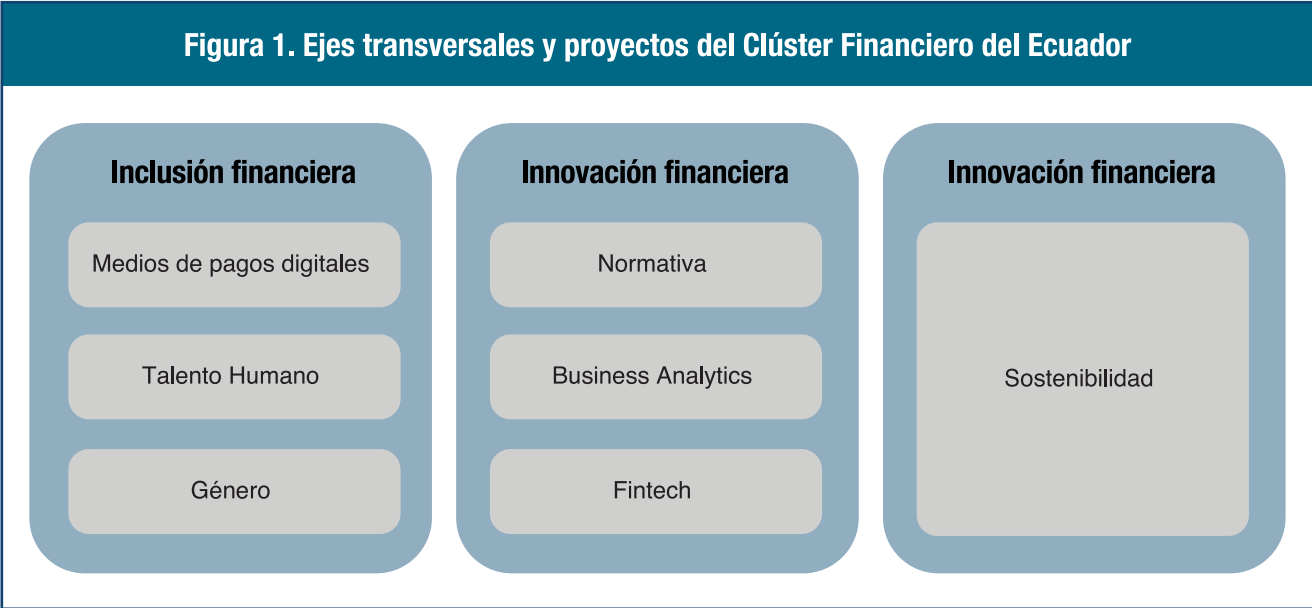 Figura 1. Ejes transversales y proyectos del Clúster Financiero del Ecuador
Inclusión financiera
Medios de pagos digitales
Talento Humano
Género
Innovación financiera
Normativa
Business Analytics
Fintech
Innovación financiera
Sostenibilidad